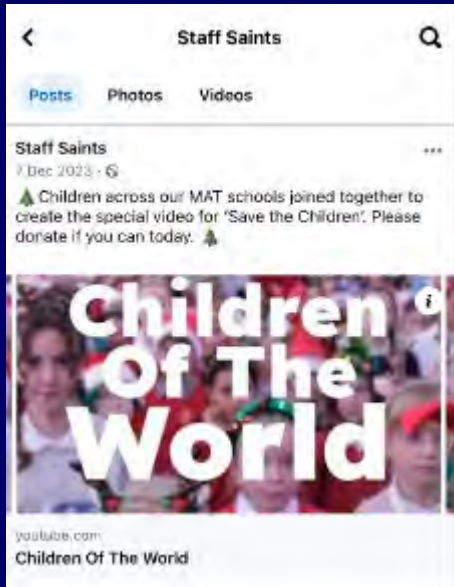 Staff Saints
Posts Photos Videos
Staff Saints
7 Dec 2023
🎄 Children across our MAT schools joined together to
create the special video for 'Save the Children'. Please
donate if you can today. 🎄
Children
Of The
World
youtube.com
Children Of The World